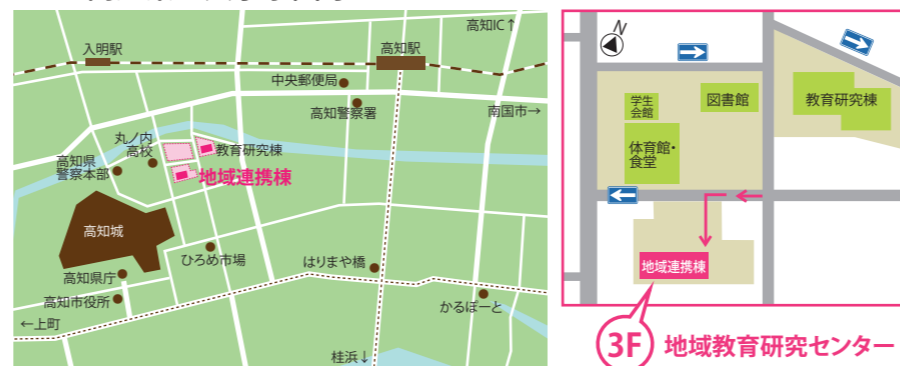 高知IC↑
入明駅
高知駅
中央郵便局
高知警察署
南国市→
丸ノ内
高校
教育研究棟
高知県
警察本部
地域連携棟
高知城
ひろめ市場
はりまや橋
高知県庁
高知市役所
かるぽーと
←上町
桂浜↓
N
学生
会館
図書館
教育研究棟
体育館・
食堂
地域連携棟
3F 地域教育研究センター